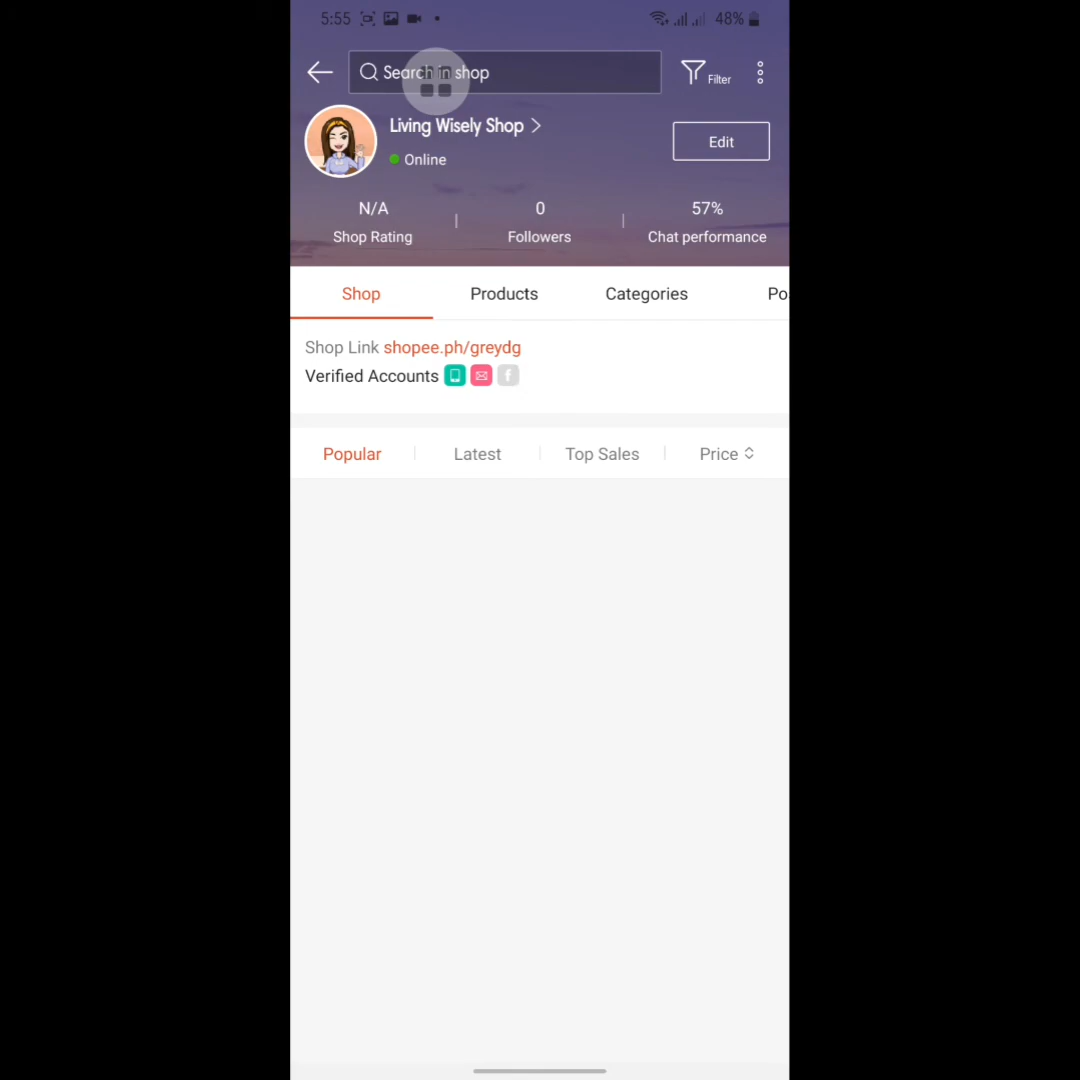 5:55 48%
Search in shop Filter
Living Wisely Shop
Online
Edit
N/A 0 57%
Shop Rating Followers Chat performance
Shop Products Categories Po
Shop Link shopee.ph/greydg
Verified Accounts
Popular Latest Top Sales Price